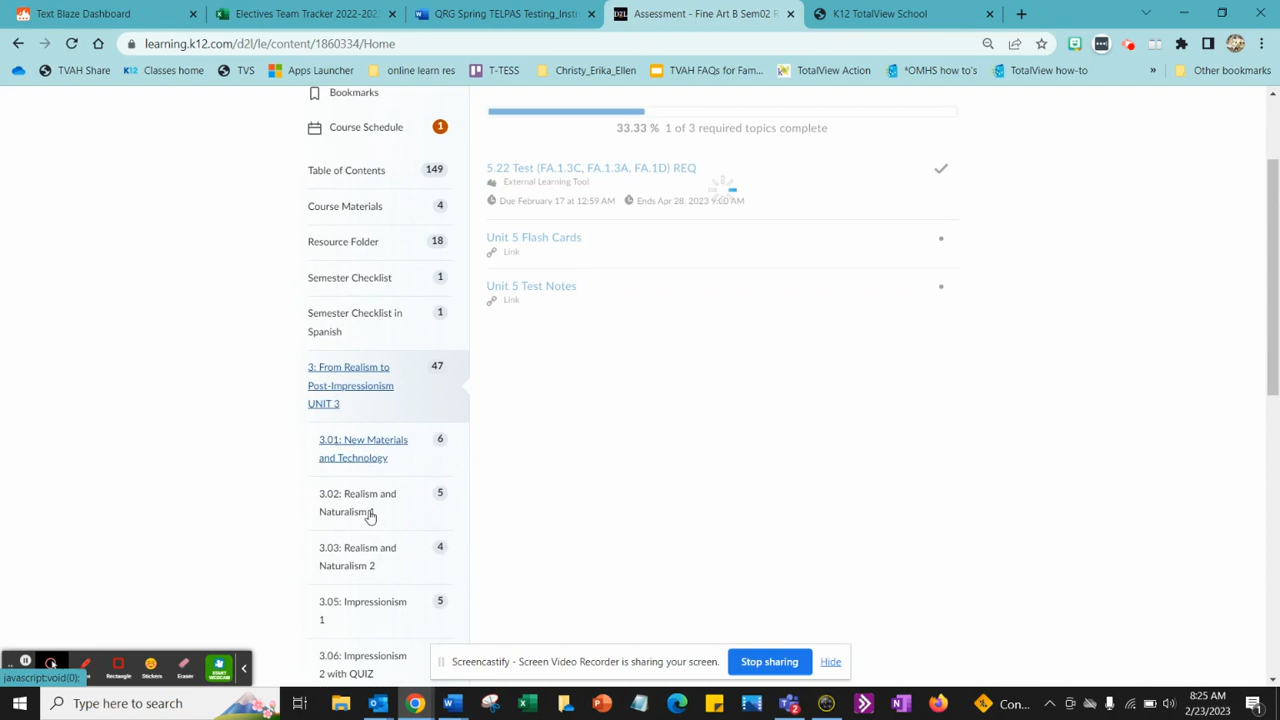 Text Blaze Dashboard
Electives Team 2022-202
QRG Spring TELPAS Testing_Inst
Assessment - Fine Art B Sem02 R
K12 TotalView School
learning.k12.com/d2l/le/content/1860334/Home
TVAH Share
K12 Classes home
TVS
Apps Launcher
online learn res
T-TESS
Christy_Erika_Ellen
TVAH FAQs for Fam...
TotalView Action
*OMHS how to's
TotalView how-to
»
Other bookmarks
Bookmarks
Course Schedule 1
Table of Contents 149
Course Materials 4
Resource Folder 18
Semester Checklist 1
Semester Checklist in 1
Spanish
3: From Realism to 47
Post-Impressionism
UNIT 3
3.01: New Materials 6
and Technology
3.02: Realism and 5
Naturalism 1
3.03: Realism and 4
Naturalism 2
3.05: Impressionism 5
1
3.06: Impressionism 4
2 with QUIZ
33.33 % 1 of 3 required topics complete
5.22 Test (FA.1.3C, FA.1.3A, FA.1D) REQ
External Learning Tool
Due February 17 at 12:59 AM Ends Apr 28, 2023 9:00 AM
Unit 5 Flash Cards
Link
Unit 5 Test Notes
Link
Rectangle
Stickers
Eraser
START WEBCAM
javascript:void(0);
Screencastify - Screen Video Recorder is sharing your screen.
Stop sharing
Hide
Type here to search
Con...
8:25 AM
2/23/2023